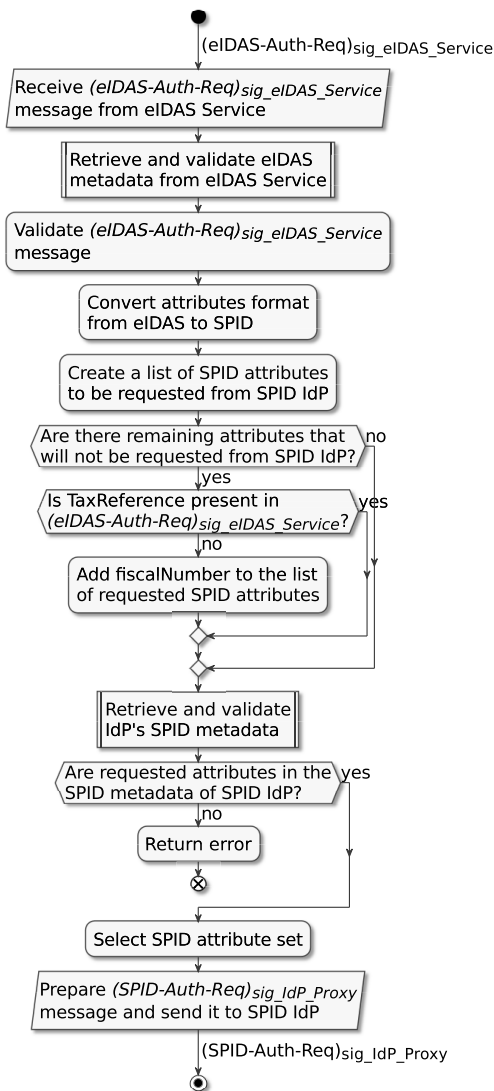 (eIDAS-Auth-Req)sig_eIDAS_Service
Receive (eIDAS-Auth-Req)sig_eIDAS_Service
message from eIDAS Service
Retrieve and validate eIDAS
metadata from eIDAS Service
Validate (eIDAS-Auth-Req)sig_eIDAS_Service
message
Convert attributes format
from eIDAS to SPID
Create a list of SPID attributes
to be requested from SPID IdP
Are there remaining attributes that
will not be requested from SPID IdP?
no
yes
Is TaxReference present in
(eIDAS-Auth-Req)sig_eIDAS_Service?
yes
no
Add fiscalNumber to the list
of requested SPID attributes
Retrieve and validate
IdP's SPID metadata
Are requested attributes in the
SPID metadata of SPID IdP?
yes
no
Return error
Select SPID attribute set
Prepare (SPID-Auth-Req)sig_IdP_Proxy
message and send it to SPID IdP
(SPID-Auth-Req)sig_IdP_Proxy